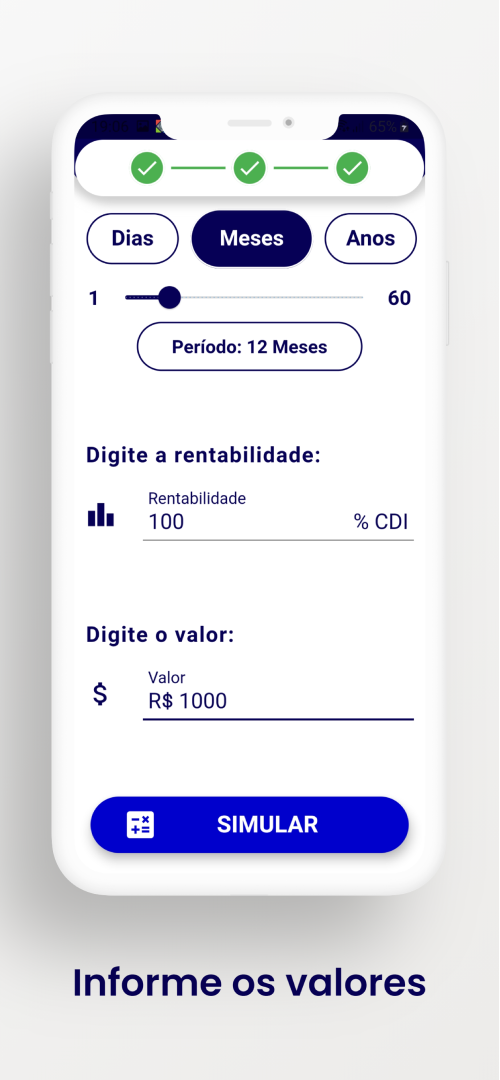 65%
Dias Meses Anos
1 60
Período: 12 Meses
Digite a rentabilidade:
Rentabilidade
100 % CDI
Digite o valor:
Valor
$ R$ 1000
SIMULAR
Informe os valores